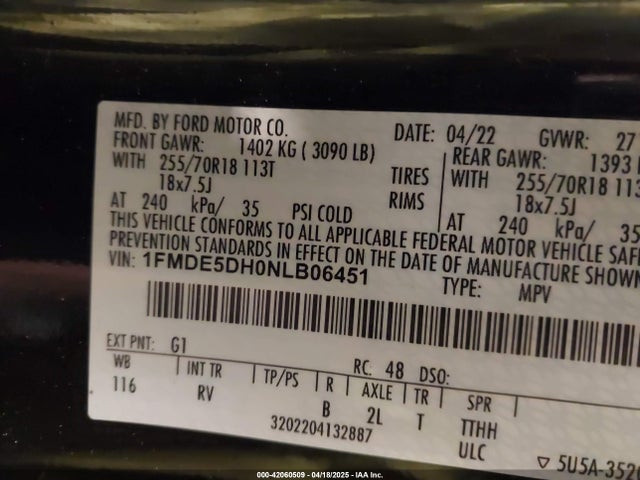 MFD. BY FORD MOTOR CO. DATE: 04/22 GVWR: 27
FRONT GAWR: 1402 KG ( 3090 LB) REAR GAWR: 1393
WITH 255/70R18 113T TIRES WITH 255/70R18 113
18x7.5J RIMS 18x7.5J
AT 240 kPa/ 35 PSI COLD AT 240 kPa/ 35
THIS VEHICLE CONFORMS TO ALL APPLICABLE FEDERAL MOTOR VEHICLE SAF
PREVENTION STANDARDS IN EFFECT ON THE DATE OF MANUFACTURE SHOWN
VIN: 1FMDE5DH0NLB06451 TYPE: MPV
EXT PNT: G1 RC: 48 DSO:
WB INT TR TP/PS R AXLE TR SPR
116 RV B 2L T TTHH
3202204132887 ULC
▽ 5U5A-3520
000-42060509 - 04/18/2025 - IAA Inc.